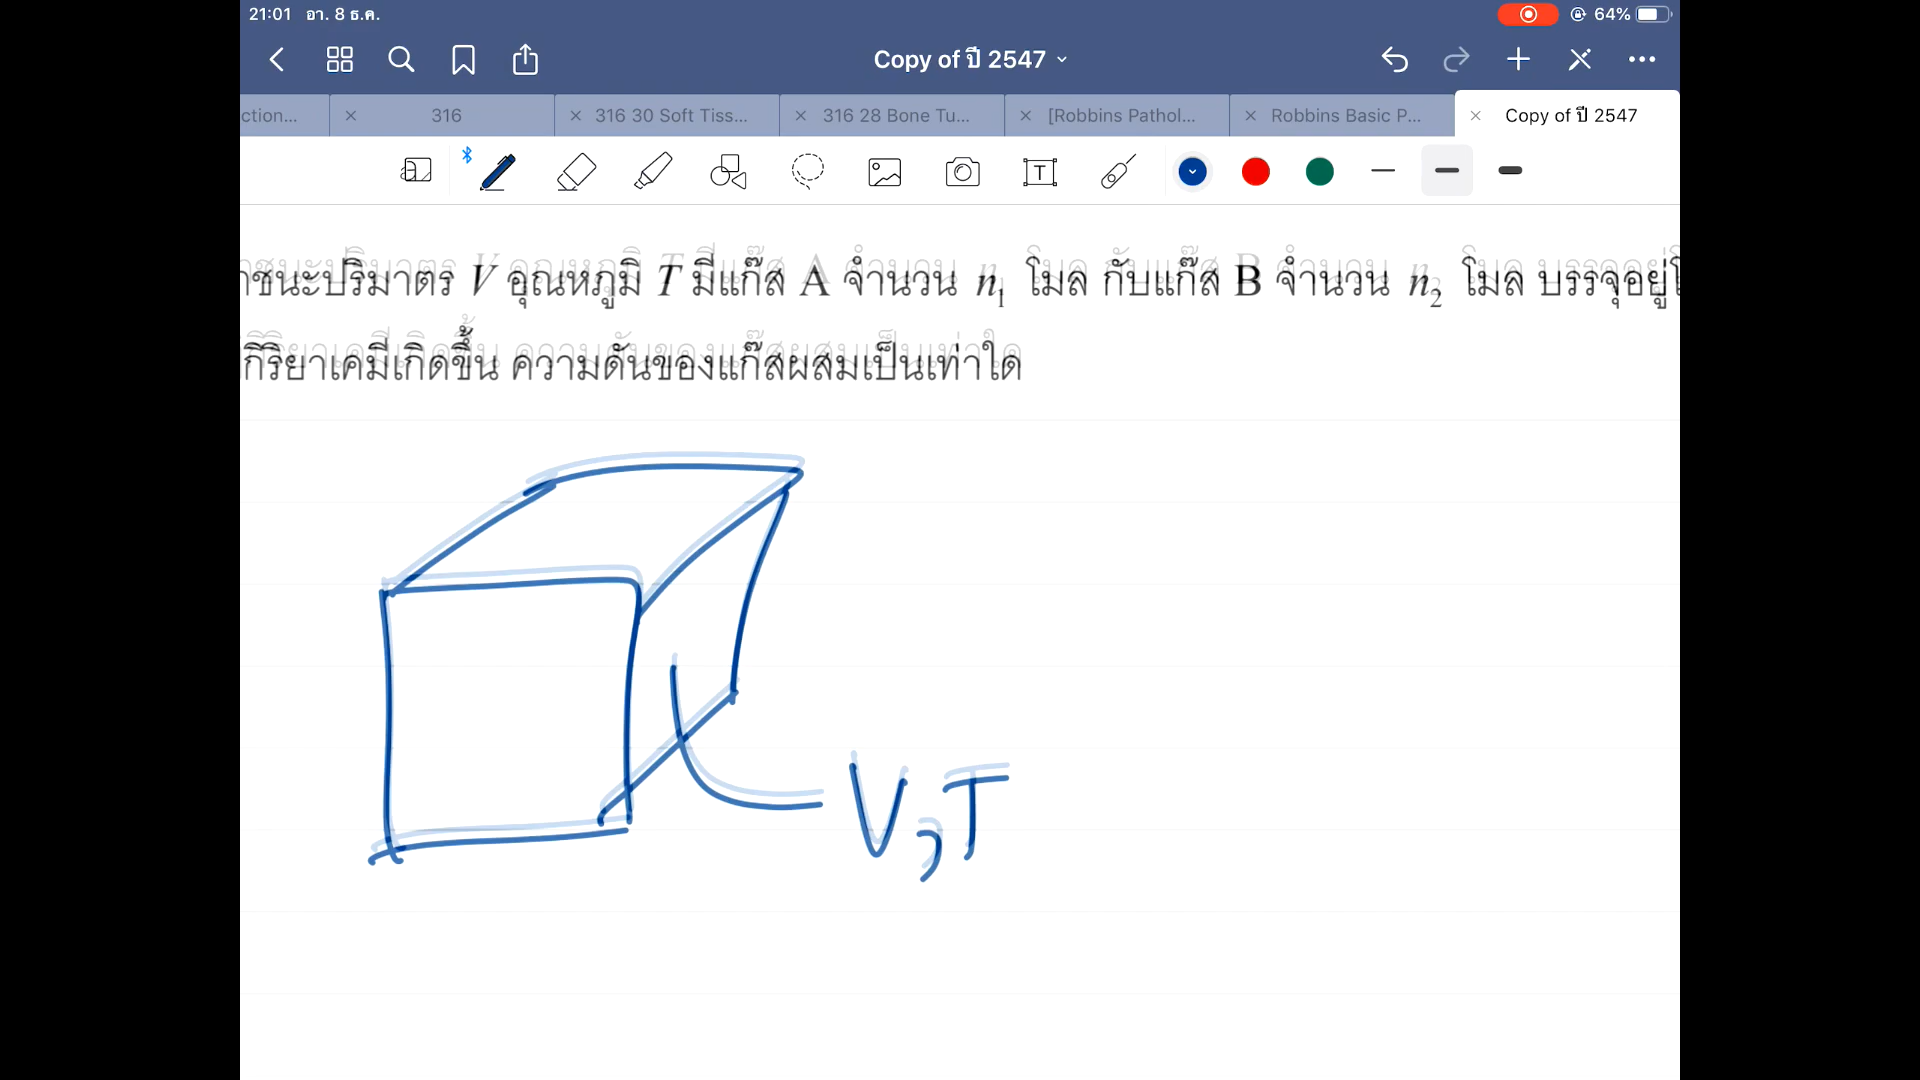 21:01 อา. 8 ธ.ค. 64%
Copy of ปี 2547
ction... 316 316 30 Soft Tiss... 316 28 Bone Tu... [Robbins Pathol... Robbins Basic P... Copy of ปี 2547
าชนะปริมาตร V อุณหภูมิ T มีแก๊ส A จำนวน n₁ โมล กับแก๊ส B จำนวน n₂ โมล บรรจุอยู่
กิริยาเคมีเกิดขึ้น ความดันของแก๊สผสมเป็นเท่าใด
V, T